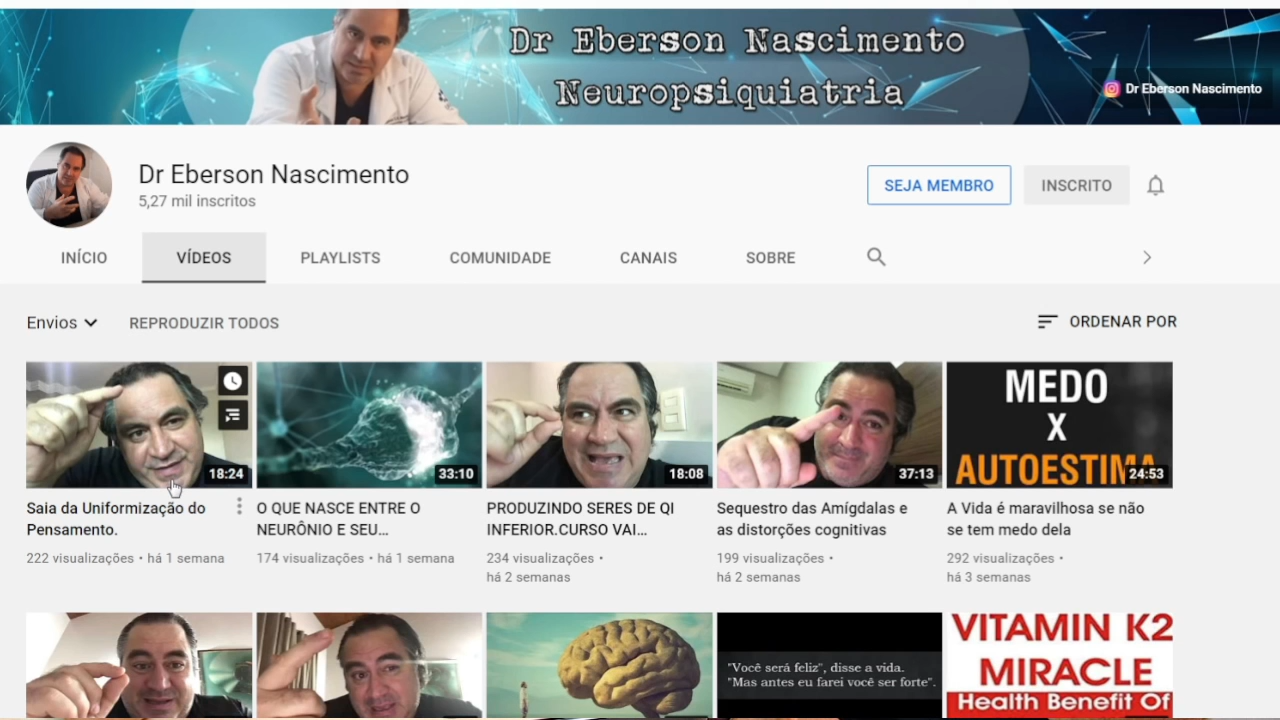 Dr Eberson Nascimento
Neuropsiquiatria
Dr Eberson Nascimento
Dr Eberson Nascimento
5,27 mil inscritos
SEJA MEMBRO
INSCRITO
INÍCIO
VÍDEOS
PLAYLISTS
COMUNIDADE
CANAIS
SOBRE
Envios
REPRODUZIR TODOS
ORDENAR POR
18:24
33:10
18:08
37:13
MEDO
X
AUTOESTIMA
24:53
Saia da Uniformização do
Pensamento.
222 visualizações • há 1 semana
O QUE NASCE ENTRE O
NEURÔNIO E SEU...
174 visualizações • há 1 semana
PRODUZINDO SERES DE QI
INFERIOR.CURSO VAI...
234 visualizações •
há 2 semanas
Sequestro das Amígdalas e
as distorções cognitivas
199 visualizações •
há 2 semanas
A Vida é maravilhosa se não
se tem medo dela
292 visualizações •
há 3 semanas
"Você será feliz", disse a vida.
"Mas antes eu farei você ser forte".
VITAMIN K2
MIRACLE
Health Benefit Of